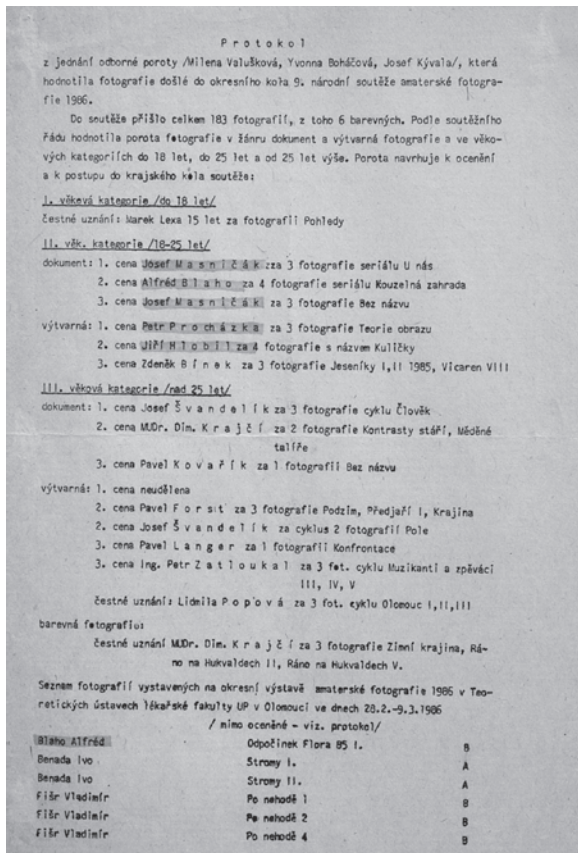 P r o t o k o l
z jednání odborné poroty /Milena Valušková, Yvonna Boháčová, Josef Kývala/, která
hodnotila fotografie došlé do okresního kola 9. národní soutěže amaterské fotogra-
fie 1986.
Do soutěže přišlo celkem 183 fotografií, z toho 6 barevných. Podle soutěžního
řádu hodnotila porota fotografie v žánru dokument a výtvarná fotografie a ve věko-
vých kategoriích do 18 let, do 25 let a od 25 let výše. Porota navrhuje k ocenění
a k postupu do krajského kola soutěže:
I. věková kategorie /do 18 let/
čestné uznání: Marek Lexa 15 let za fotografii Pohledy
II. věk. kategorie /18-25 let/
dokument: 1. cena Josef M a s n i č á k za 3 fotografie seriálu U nás
2. cena Alfréd B l a h o za 4 fotografie seriálu Kouzelná zahrada
3. cena Josef M a s n i č á k za 3 fotografie Bez názvu
výtvarná: 1. cena Petr P r o c h á z k a za 3 fotografie Teorie obrazu
2. cena Jiří H l o b i l za 4 fotografie s názvem Kuličky
3. cena Zdeněk B í n e k za 3 fotografie Jeseníky I,II 1985, Vicaren VIII
III. věková kategorie /nad 25 let/
dokument: 1. cena Josef Š v a n d e l í k za 3 fotografie cyklu Člověk
2. cena MUDr. Dim. K r a j č í za 2 fotografie Kontrasty stáří, Měděné
talíře
3. cena Pavel K o v a ř í k za 1 fotografii Bez názvu
výtvarná: 1. cena neudělena
2. cena Pavel F o r s t za 3 fotografie Podzim, Předjaří I, Krajina
2. cena Josef Š v a n d e l í k za cyklus 2 fotografií Pole
3. cena Pavel L a n g e r za 1 fotografii Konfrontace
3. cena Ing. Petr Z a t l o u k a l za 3 fot. cyklu Muzikanti a zpěváci
III, IV, V
čestné uznání: Lidmila P o p o v á za 3 fot. cyklu Olomouc I,II,III
barevná fotografie:
čestné uznání MUDr. Dim. K r a j č í za 3 fotografie Zimní krajina, Rá-
no na Hukvaldech II, Ráno na Hukvaldech V.
Seznam fotografií vystavených na okresní výstavě amaterské fotografie 1986 v Teo-
retických ústavech lékařské fakulty UP v Olomouci ve dnech 28.2.-9.3.1986
/ mimo oceněné - viz. protokol/
Blaho Alfréd Odpočinek Flora 85 I. B
Benada Ivo Stromy I. A
Benada Ivo Stromy II. A
Fišr Vladimír Po nehodě 1 B
Fišr Vladimír Po nehodě 2 B
Fišr Vladimír Po nehodě 4 B